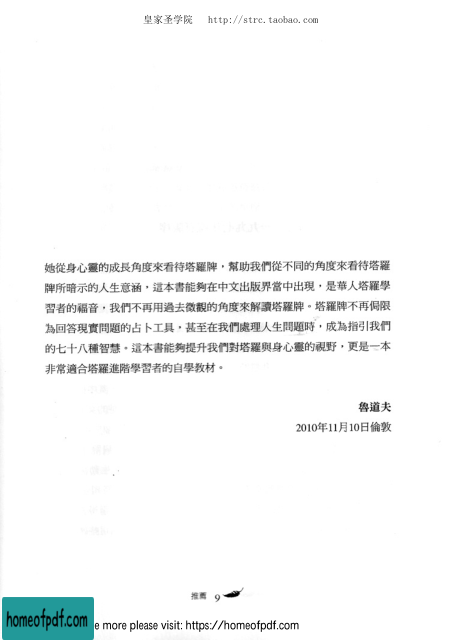 皇家圣学院 http://strc.taobao.com
她從身心靈的成長角度來看待塔羅牌，幫助我們從不同的角度來看待塔羅
牌所暗示的人生意涵，這本書能夠在中文出版界當中出現，是華人塔羅學
習者的福音，我們不再用過去微觀的角度來解讀塔羅牌。塔羅牌不再侷限
為回答現實問題的占卜工具，甚至在我們處理人生問題時，成為指引我們
的七十八種智慧。這本書能夠提升我們對塔羅與身心靈的視野，更是一本
非常適合塔羅進階學習者的自學教材。
魯道夫
2010年11月10日倫敦
推薦 9
homeofpdf.com
e more please visit: https://homeofpdf.com